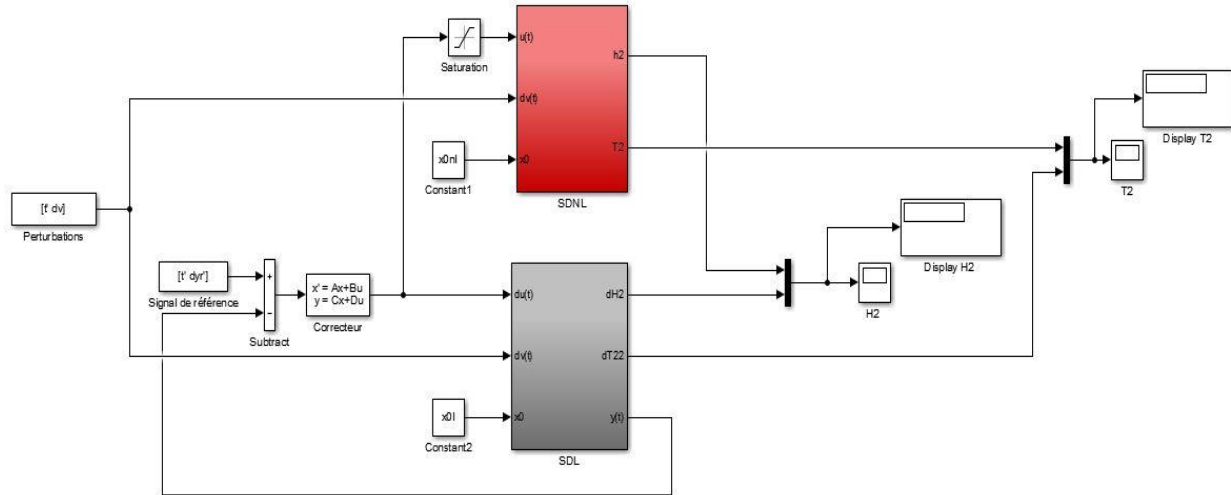 u(t)
h2
Saturation
dv(t)
Display T2
T2
x0nl
x0
Constant1
T2
SDNL
[t' dv]
Perturbations
Display H2
[t' dyr']
+
Signal de référence
x' = Ax+Bu
y = Cx+Du
du(t)
dH2
−
Correcteur
H2
Subtract
dv(t)
dT22
x0l
x0
y(t)
Constant2
SDL